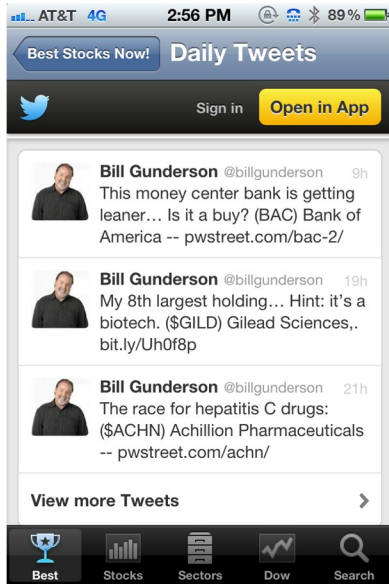 AT&T 4G 2:56 PM 89%
Best Stocks Now! Daily Tweets
Sign in Open in App
Bill Gunderson @billgunderson 9h
This money center bank is getting
leaner... Is it a buy? (BAC) Bank of
America -- pwstreet.com/bac-2/
Bill Gunderson @billgunderson 19h
My 8th largest holding... Hint: it's a
biotech. ($GILD) Gilead Sciences,.
bit.ly/Uh0f8p
Bill Gunderson @billgunderson 21h
The race for hepatitis C drugs:
($ACHN) Achillion Pharmaceuticals
-- pwstreet.com/achn/
View more Tweets
Best Stocks Sectors Dow Search